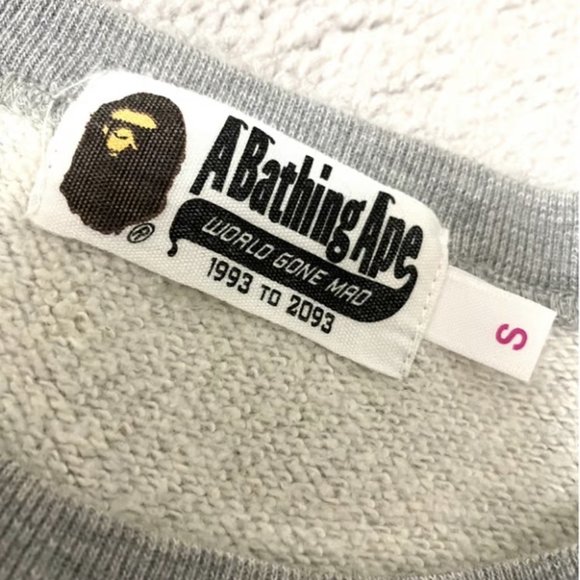 A Bathing Ape
®
WORLD GONE MAD
1993 TO 2093
S